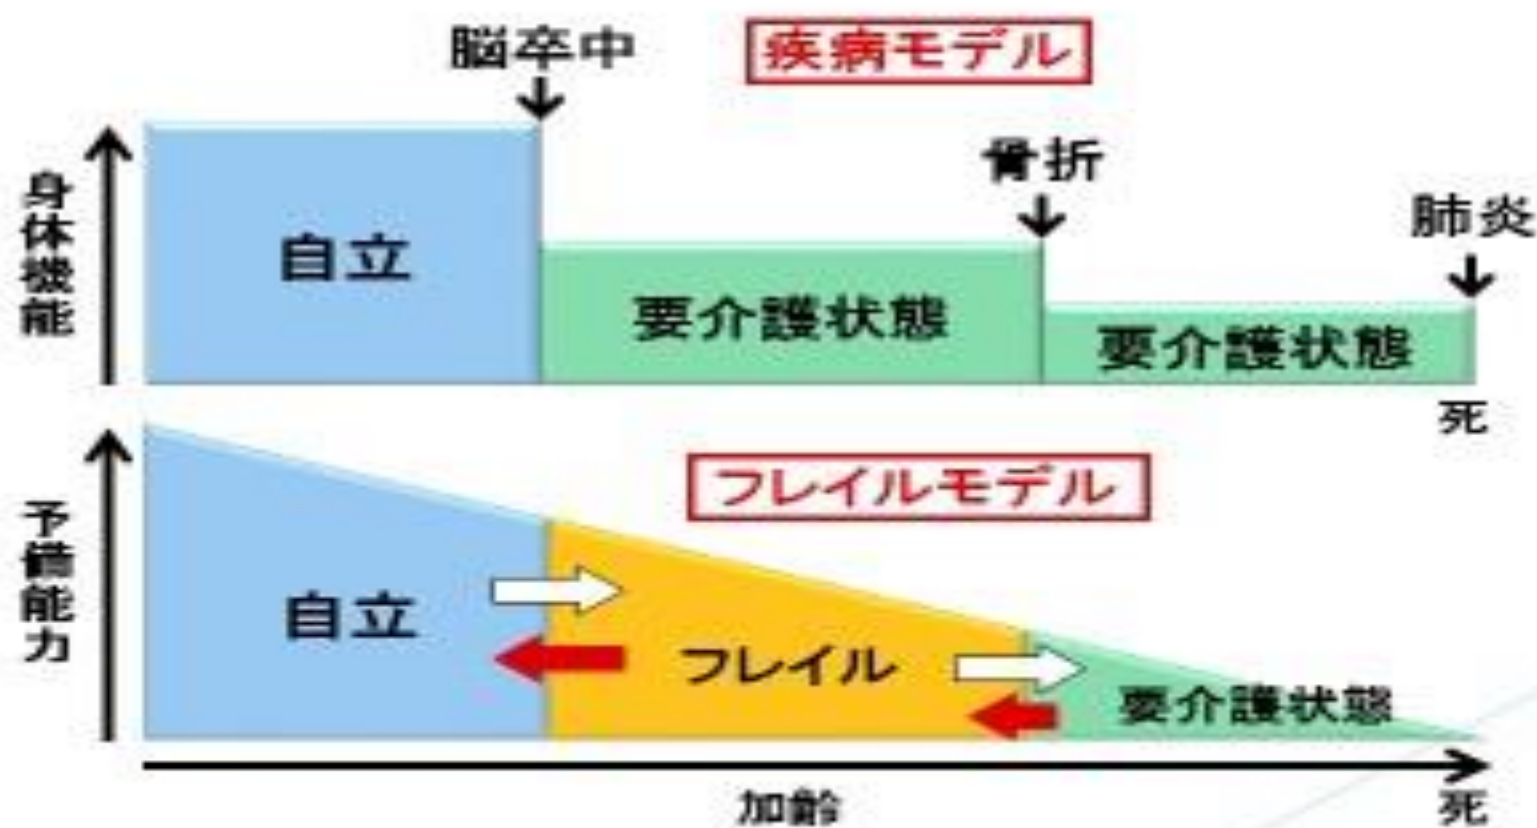 脳卒中
疾病モデル
骨折
肺炎
身体機能
自立
要介護状態
要介護状態
死
フレイルモデル
予備能力
自立
フレイル
要介護状態
加齢
死